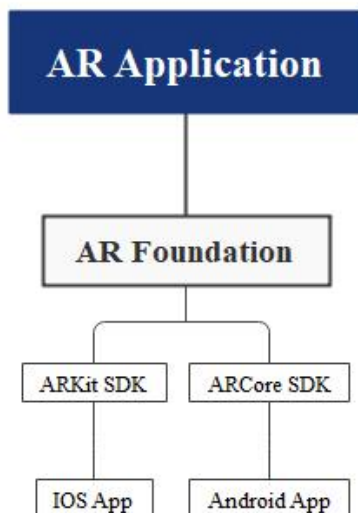 AR Application
AR Foundation
ARKit SDK
ARCore SDK
IOS App
Android App